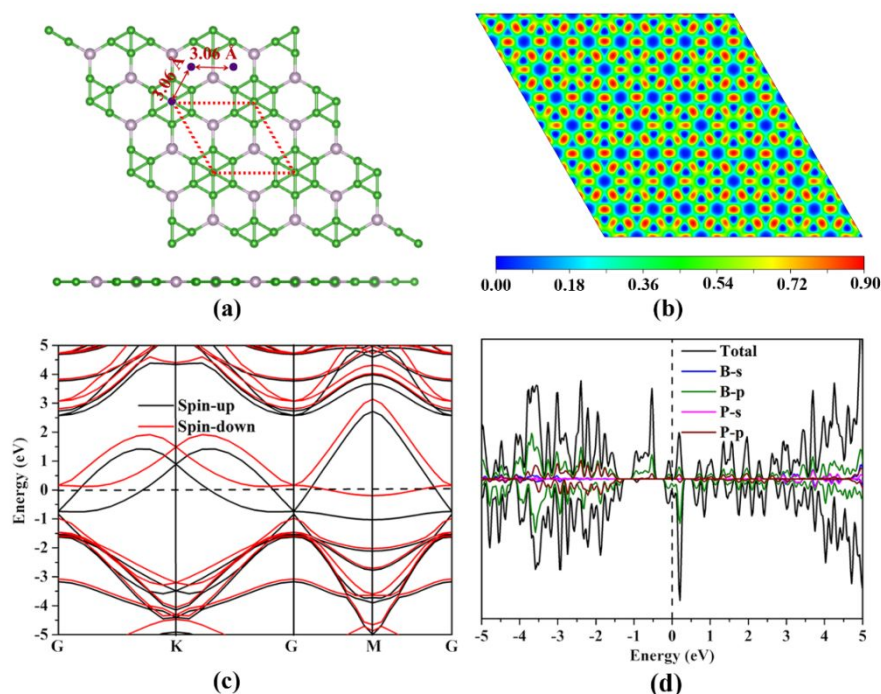 3.06 Å
3.06 Å
(a)
0.00 0.18 0.36 0.54 0.72 0.90
(b)
Energy (eV)
5
4
3
2
1
0
-1
-2
-3
-4
-5
Spin-up
Spin-down
G K G M G
(c)
Total
B-s
B-p
P-s
P-p
-5 -4 -3 -2 -1 0 1 2 3 4 5
Energy (eV)
(d)